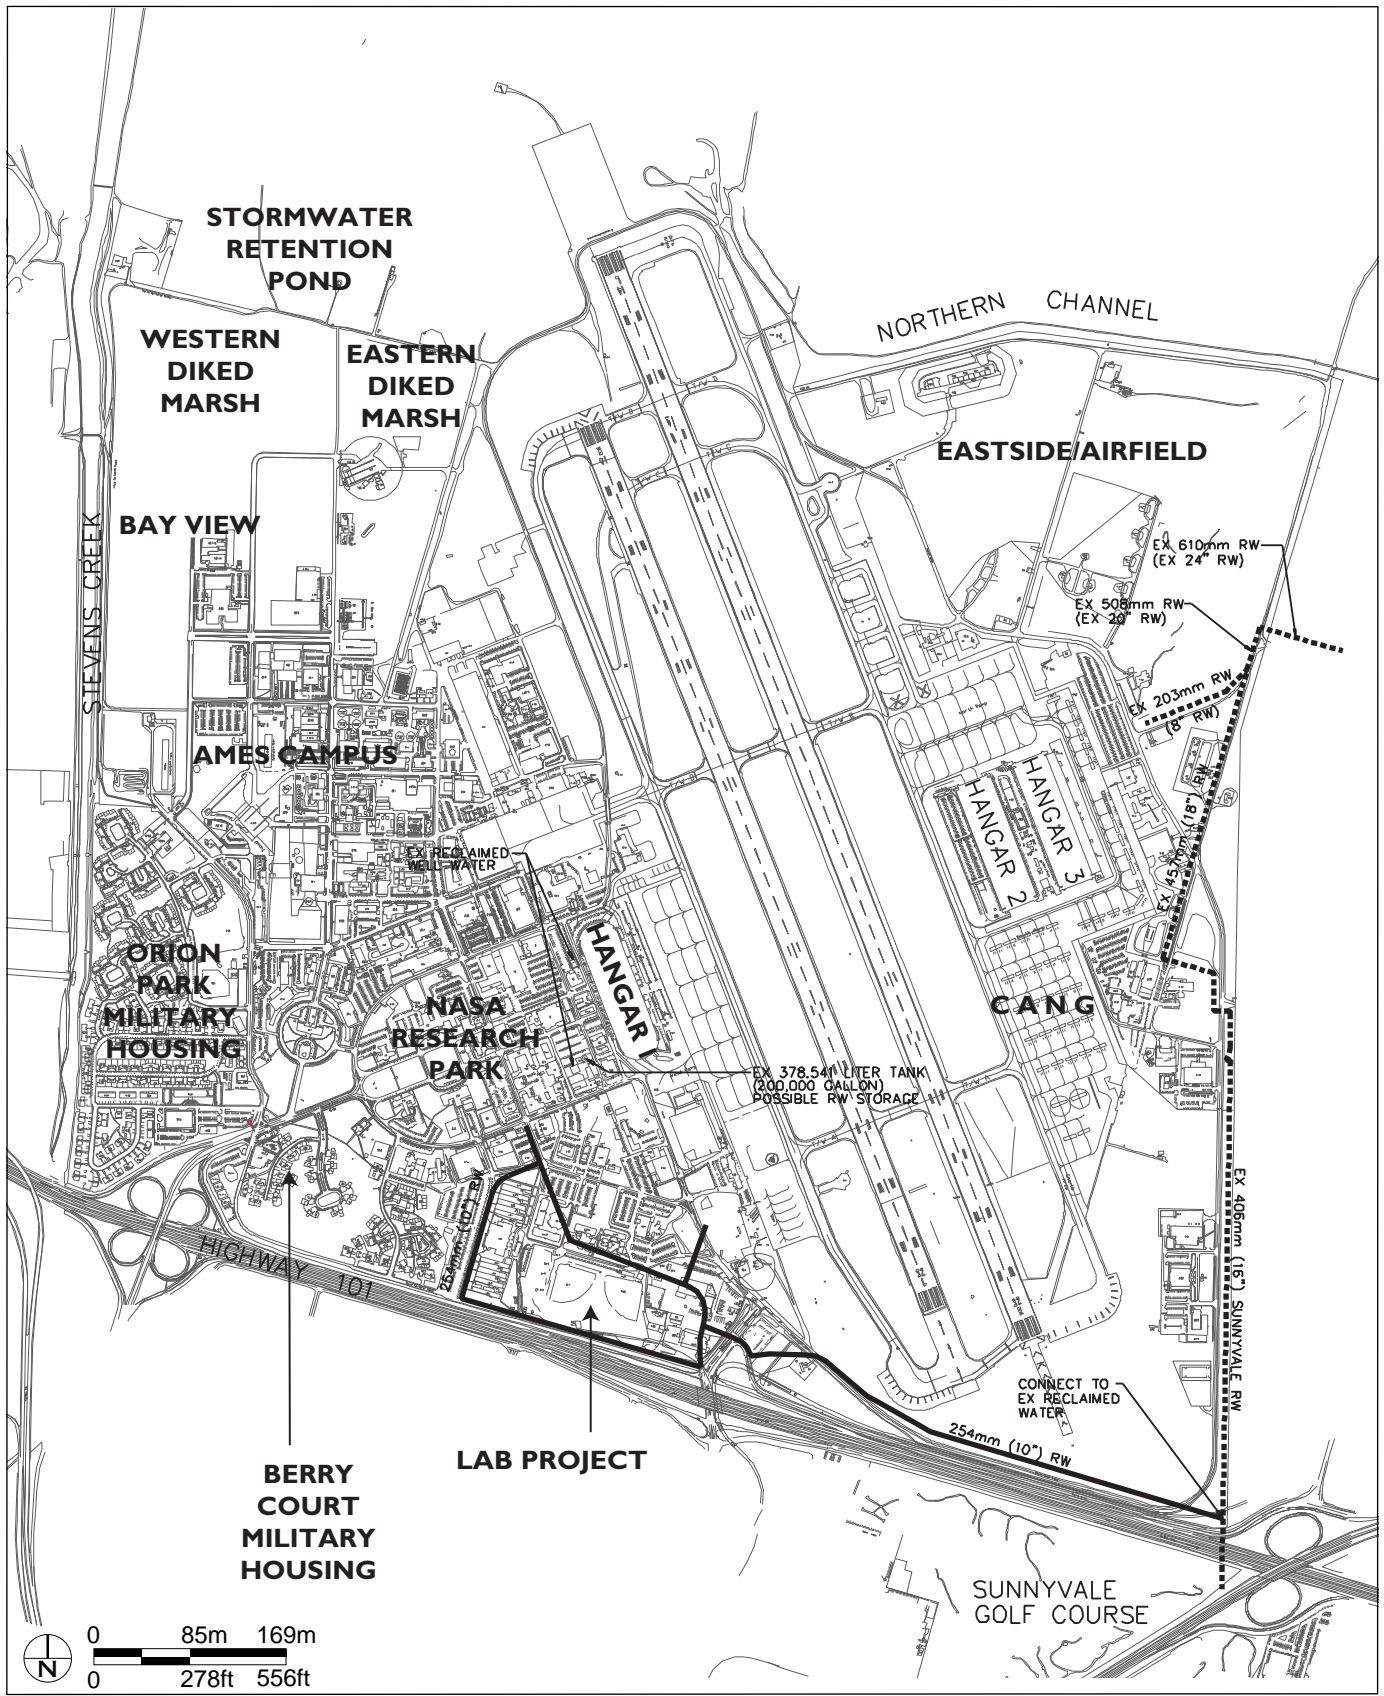 STORMWATER
RETENTION
POND
NORTHERN CHANNEL
WESTERN
DIKED
MARSH
EASTERN
DIKED
MARSH
EASTSIDE/AIRFIELD
BAY VIEW
STEVENS CREEK
EX 610mm RW
(EX 24" RW)
EX 508mm RW
(EX 20" RW)
EX 203mm RW
(8" RW)
AMES CAMPUS
HANGAR 3
HANGAR 2
EX 457mm (18") RW
EX RECLAIMED
WELL WATER
ORION
PARK
MILITARY
HOUSING
HANGAR 1
NASA
RESEARCH
PARK
CANG
EX 378,541 LITER TANK
(200,000 GALLON)
POSSIBLE RW STORAGE
254mm (10") RW
EX 406mm (16") SUNNYVALE RW
HIGHWAY 101
CONNECT TO
EX RECLAIMED
WATER
254mm (10") RW
LAB PROJECT
BERRY
COURT
MILITARY
HOUSING
SUNNYVALE
GOLF COURSE
N
0 85m 169m
0 278ft 556ft